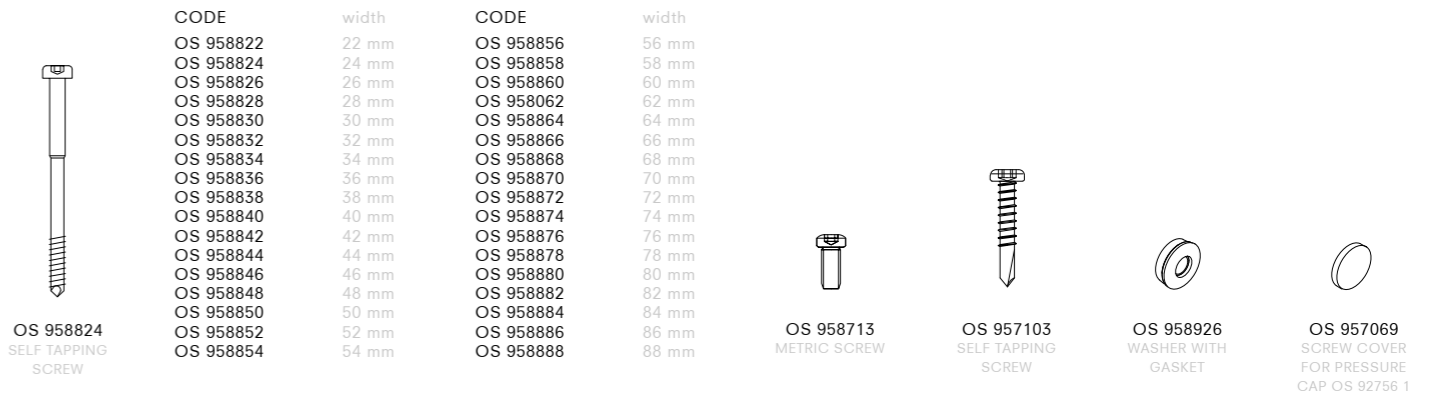 CODE width CODE width
OS 958822 22 mm OS 958856 56 mm
OS 958824 24 mm OS 958858 58 mm
OS 958826 26 mm OS 958860 60 mm
OS 958828 28 mm OS 958062 62 mm
OS 958830 30 mm OS 958864 64 mm
OS 958832 32 mm OS 958866 66 mm
OS 958834 34 mm OS 958868 68 mm
OS 958836 36 mm OS 958870 70 mm
OS 958838 38 mm OS 958872 72 mm
OS 958840 40 mm OS 958874 74 mm
OS 958842 42 mm OS 958876 76 mm
OS 958844 44 mm OS 958878 78 mm
OS 958846 46 mm OS 958880 80 mm
OS 958848 48 mm OS 958882 82 mm
OS 958850 50 mm OS 958884 84 mm
OS 958852 52 mm OS 958886 86 mm
OS 958854 54 mm OS 958888 88 mm
OS 958824
SELF TAPPING
SCREW
OS 958713
METRIC SCREW
OS 957103
SELF TAPPING
SCREW
OS 958926
WASHER WITH
GASKET
OS 957069
SCREW COVER
FOR PRESSURE
CAP OS 92756 1